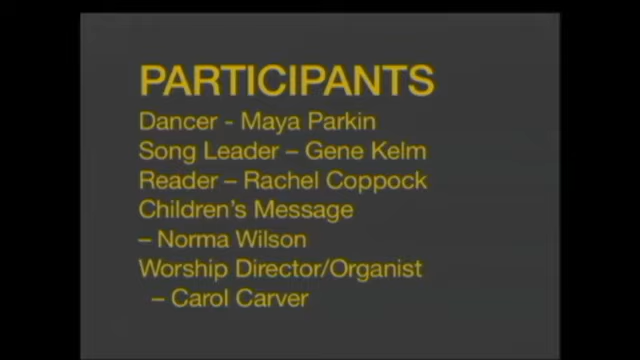 PARTICIPANTS
Dancer - Maya Parkin
Song Leader – Gene Kelm
Reader – Rachel Coppock
Children's Message
– Norma Wilson
Worship Director/Organist
– Carol Carver